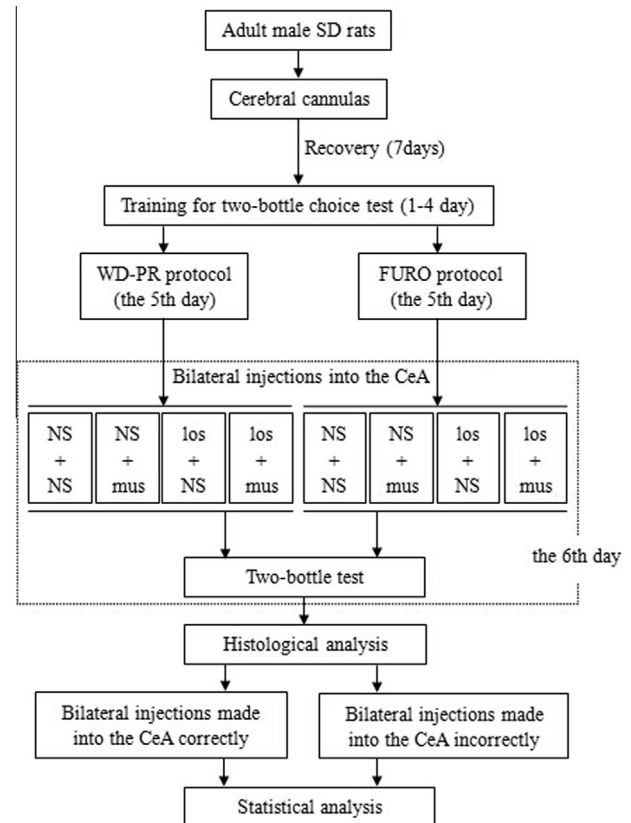 Adult male SD rats
Cerebral cannulas
Recovery (7days)
Training for two-bottle choice test (1-4 day)
WD-PR protocol
(the 5th day)
FURO protocol
(the 5th day)
Bilateral injections into the CeA
NS NS los los NS NS los los
+ + + + + + + +
NS mus NS mus NS mus NS mus
the 6th day
Two-bottle test
Histological analysis
Bilateral injections made
into the CeA correctly
Bilateral injections made
into the CeA incorrectly
Statistical analysis